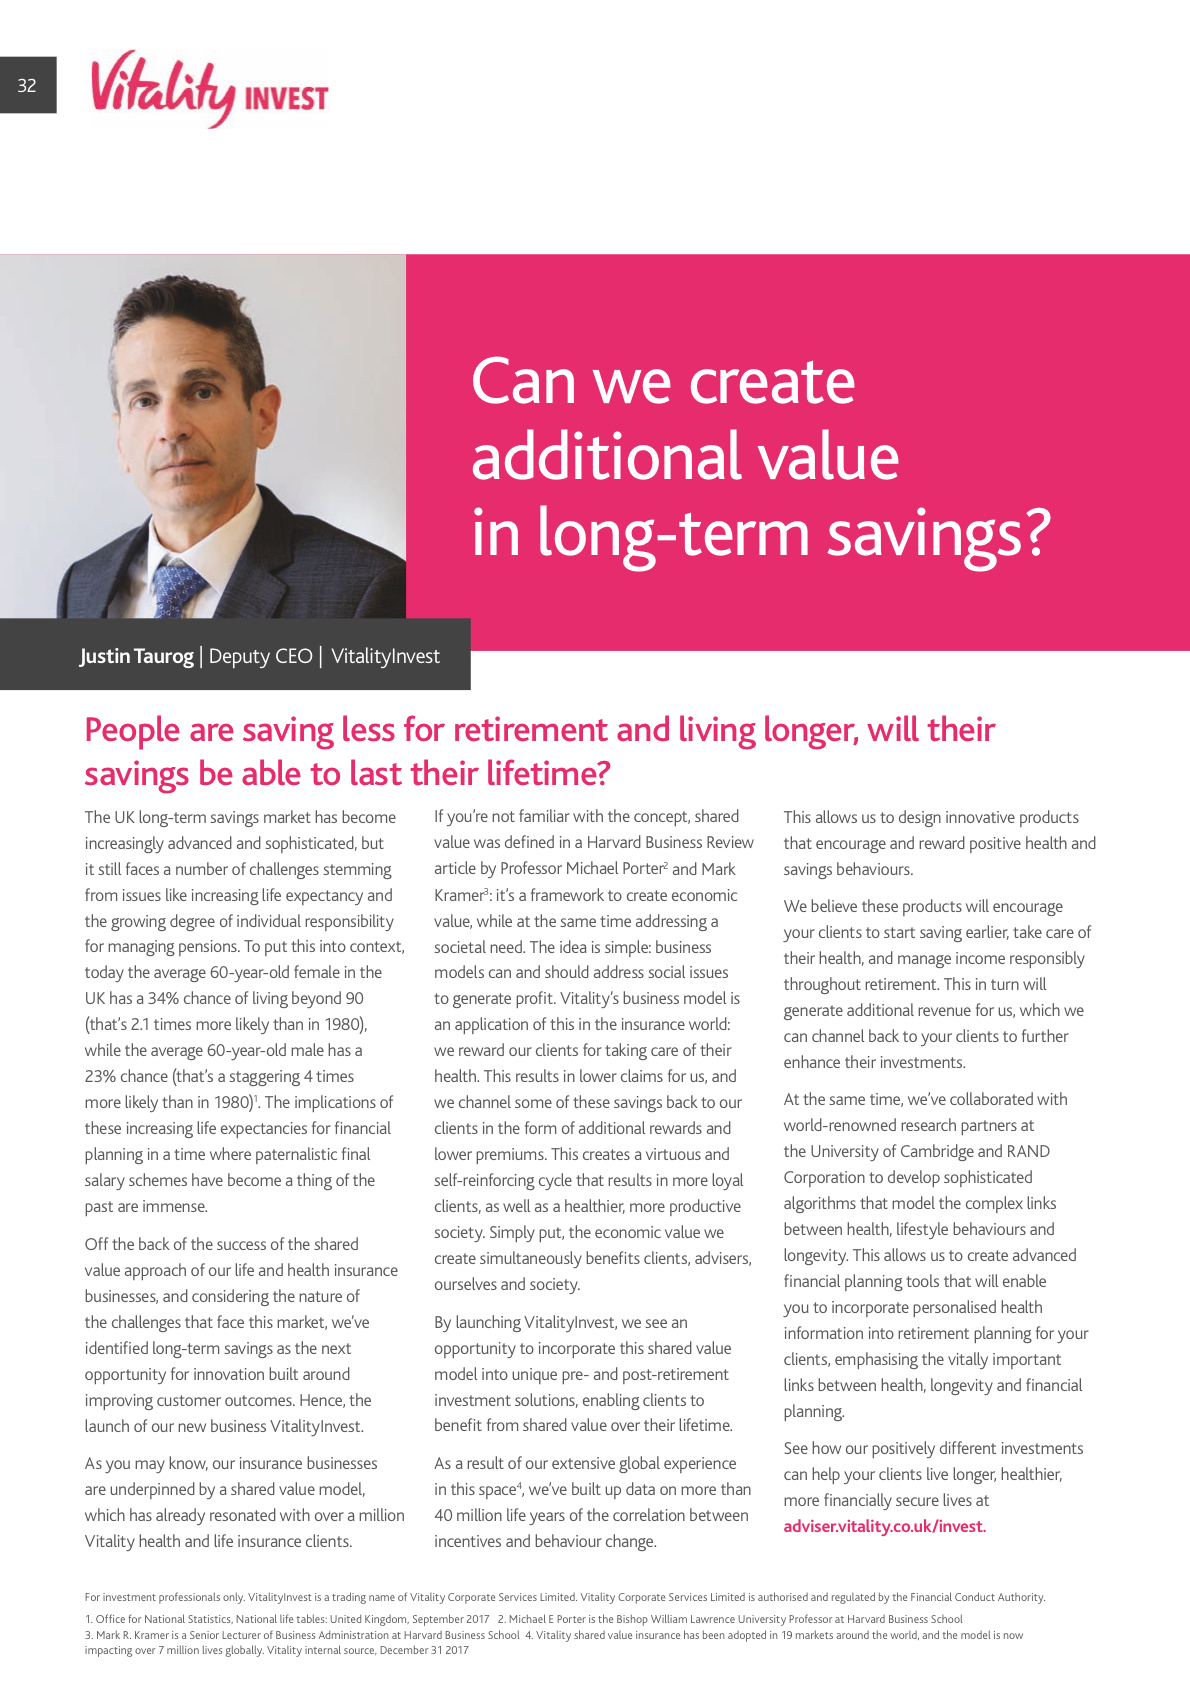 32
Vitality INVEST
Can we create
additional value
in long-term savings?
Justin Taurog | Deputy CEO | VitalityInvest
People are saving less for retirement and living longer, will their
savings be able to last their lifetime?
The UK long-term savings market has become
increasingly advanced and sophisticated, but
it still faces a number of challenges stemming
from issues like increasing life expectancy and
the growing degree of individual responsibility
for managing pensions. To put this into context,
today the average 60-year-old female in the
UK has a 34% chance of living beyond 90
(that's 2.1 times more likely than in 1980),
while the average 60-year-old male has a
23% chance (that's a staggering 4 times
more likely than in 1980)¹. The implications of
these increasing life expectancies for financial
planning in a time where paternalistic final
salary schemes have become a thing of the
past are immense.
Off the back of the success of the shared
value approach of our life and health insurance
businesses, and considering the nature of
the challenges that face this market, we've
identified long-term savings as the next
opportunity for innovation built around
improving customer outcomes. Hence, the
launch of our new business VitalityInvest.
As you may know, our insurance businesses
are underpinned by a shared value model,
which has already resonated with over a million
Vitality health and life insurance clients.
If you're not familiar with the concept, shared
value was defined in a Harvard Business Review
article by Professor Michael Porter² and Mark
Kramer³: it's a framework to create economic
value, while at the same time addressing a
societal need. The idea is simple: business
models can and should address social issues
to generate profit. Vitality's business model is
an application of this in the insurance world:
we reward our clients for taking care of their
health. This results in lower claims for us, and
we channel some of these savings back to our
clients in the form of additional rewards and
lower premiums. This creates a virtuous and
self-reinforcing cycle that results in more loyal
clients, as well as a healthier, more productive
society. Simply put, the economic value we
create simultaneously benefits clients, advisers,
ourselves and society.
By launching VitalityInvest, we see an
opportunity to incorporate this shared value
model into unique pre- and post-retirement
investment solutions, enabling clients to
benefit from shared value over their lifetime.
As a result of our extensive global experience
in this space⁴, we've built up data on more than
40 million life years of the correlation between
incentives and behaviour change.
This allows us to design innovative products
that encourage and reward positive health and
savings behaviours.
We believe these products will encourage
your clients to start saving earlier, take care of
their health, and manage income responsibly
throughout retirement. This in turn will
generate additional revenue for us, which we
can channel back to your clients to further
enhance their investments.
At the same time, we've collaborated with
world-renowned research partners at
the University of Cambridge and RAND
Corporation to develop sophisticated
algorithms that model the complex links
between health, lifestyle behaviours and
longevity. This allows us to create advanced
financial planning tools that will enable
you to incorporate personalised health
information into retirement planning for your
clients, emphasising the vitally important
links between health, longevity and financial
planning.
See how our positively different investments
can help your clients live longer, healthier,
more financially secure lives at
adviser.vitality.co.uk/invest.
For investment professionals only. VitalityInvest is a trading name of Vitality Corporate Services Limited. Vitality Corporate Services Limited is authorised and regulated by the Financial Conduct Authority.
1. Office for National Statistics, National life tables: United Kingdom, September 2017 2. Michael E Porter is the Bishop William Lawrence University Professor at Harvard Business School
3. Mark R. Kramer is a Senior Lecturer of Business Administration at Harvard Business School 4. Vitality shared value insurance has been adopted in 19 markets around the world, and the model is now
impacting over 7 million lives globally. Vitality internal source, December 31 2017